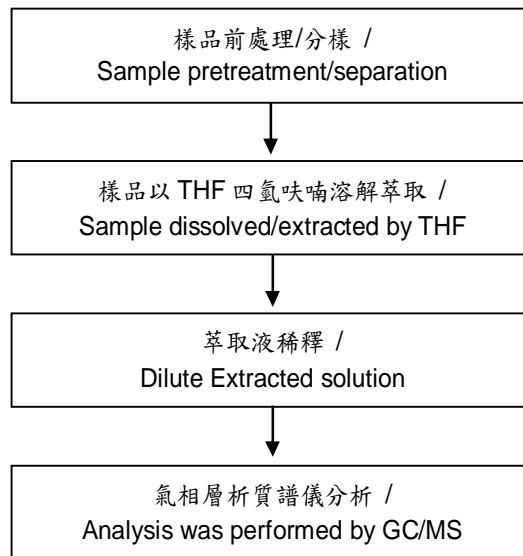 樣品前處理/分樣 /
Sample pretreatment/separation
樣品以 THF 四氫呋喃溶解萃取 /
Sample dissolved/extracted by THF
萃取液稀釋 /
Dilute Extracted solution
氣相層析質譜儀分析 /
Analysis was performed by GC/MS